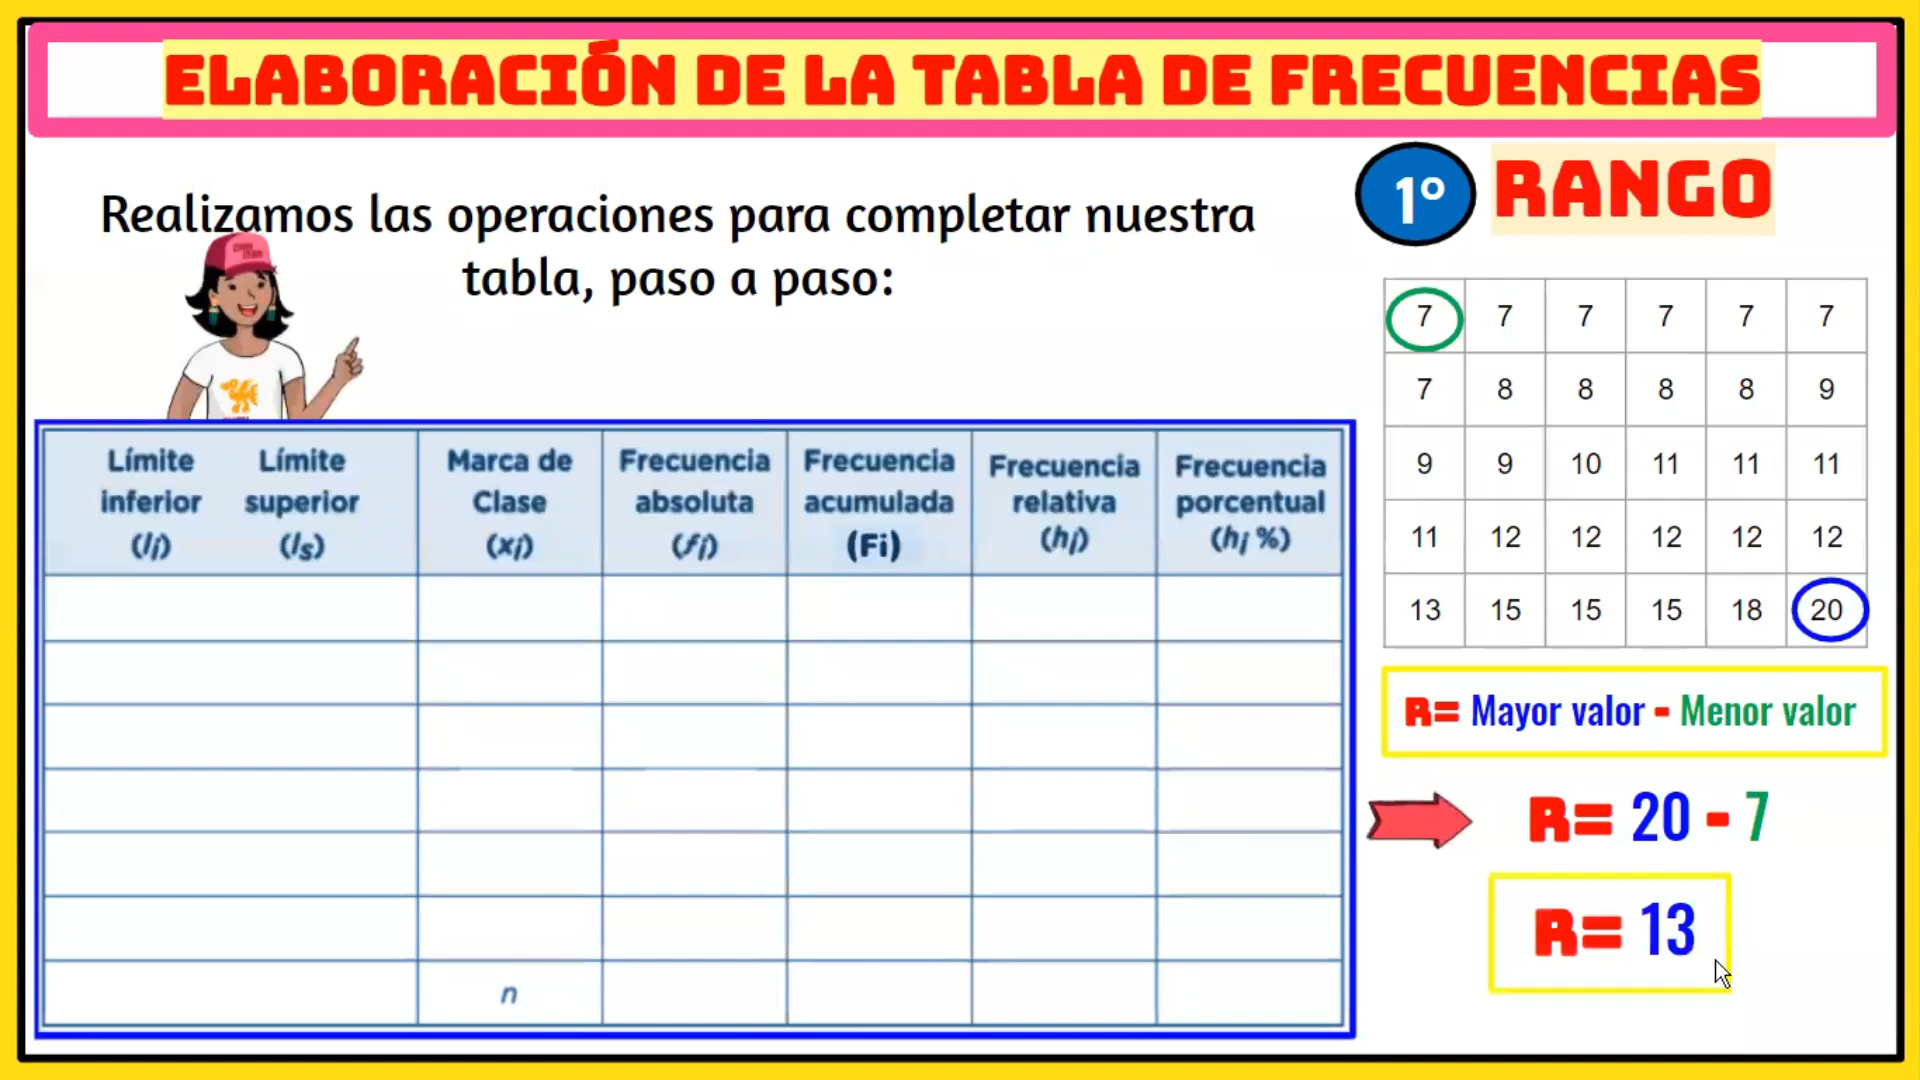 ELABORACIÓN DE LA TABLA DE FRECUENCIAS
Realizamos las operaciones para completar nuestra
tabla, paso a paso:
1° RANGO
7 7 7 7 7 7
7 8 8 8 8 9
9 9 10 11 11 11
11 12 12 12 12 12
13 15 15 15 18 20
R= Mayor valor - Menor valor
R= 20 - 7
R= 13
Límite inferior (li)
Límite superior (ls)
Marca de Clase (xi)
Frecuencia absoluta (fi)
Frecuencia acumulada (Fi)
Frecuencia relativa (hi)
Frecuencia porcentual (hi %)
n